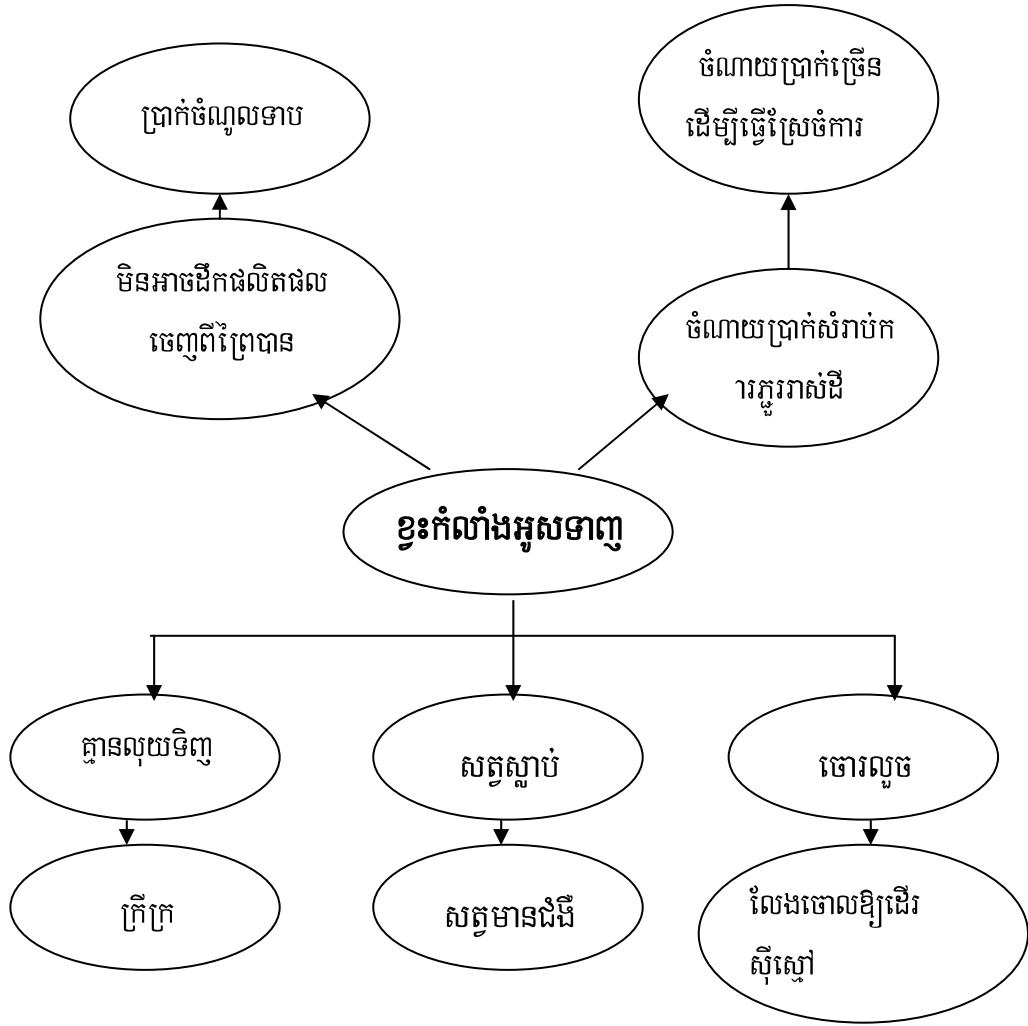 ប្រាក់ចំណូលទាប
ចំណាយប្រាក់ច្រើន
ដើម្បីធ្វើស្រែចំការ
មិនអាចដឹកផលិតផល
ចេញពីព្រៃបាន
ចំណាយប្រាក់សំរាប់ក
ារភ្ជួររាស់ដី
ខ្វះកំលាំងអូសទាញ
គ្មានលុយទិញ
សត្វស្លាប់
ចោរលួច
ក្រីក្រ
សត្វមានជំងឺ
លែងចោលឱ្យដើរ
ស៊ីស្មៅ